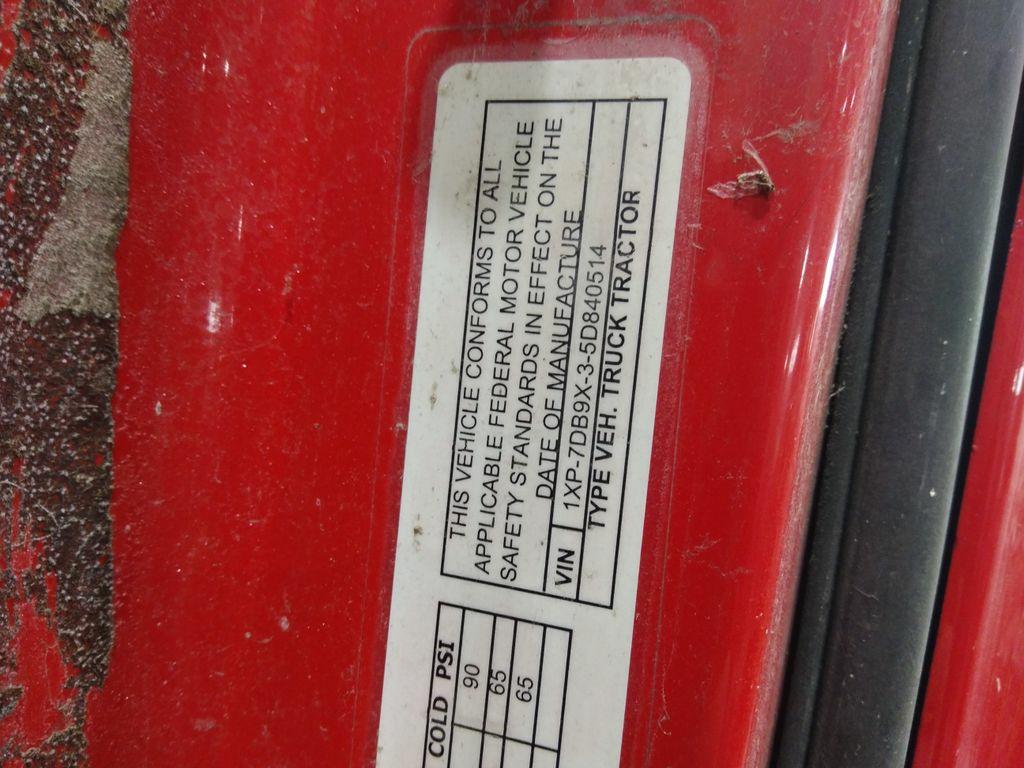 THIS VEHICLE CONFORMS TO ALL
APPLICABLE FEDERAL MOTOR VEHICLE
SAFETY STANDARDS IN EFFECT ON THE
DATE OF MANUFACTURE
VIN 1XP-7DB9X-3-5D840514
TYPE VEH. TRUCK TRACTOR
COLD PSI
90
65
65